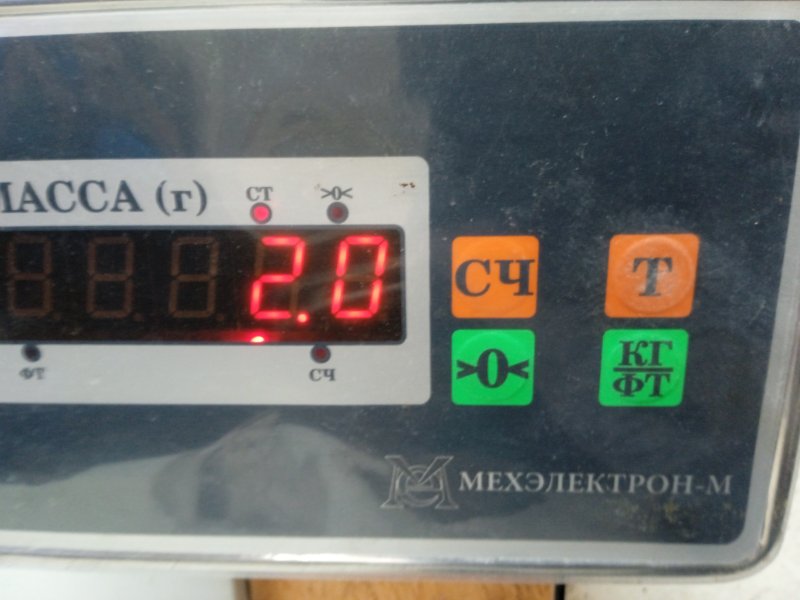 МАССА (г)
СТ
>0<
2.0
ФТ
СЧ
СЧ
Т
>0<
КГ
ФТ
МЕХЭЛЕКТРОН-М